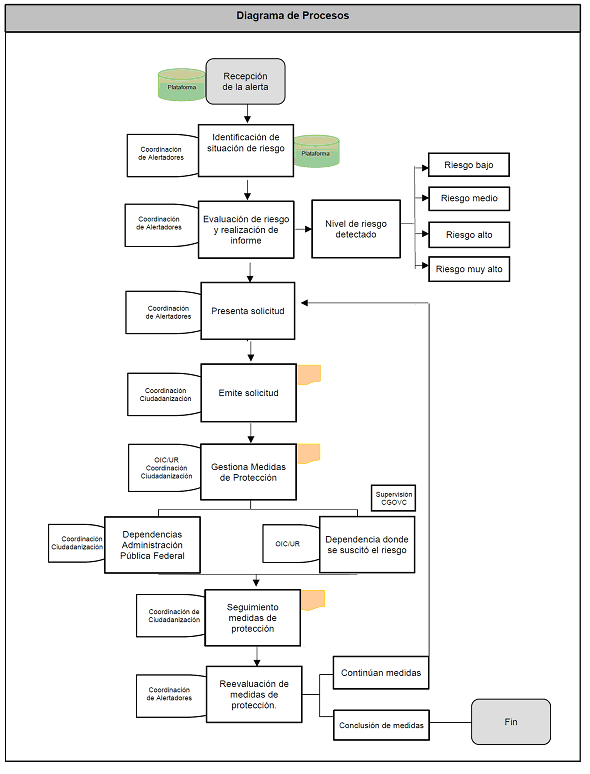 Diagrama de Procesos
Plataforma
Recepción
de la alerta
Coordinación
de Alertadores
Identificación de
situación de riesgo
Plataforma
Coordinación
de Alertadores
Evaluación de riesgo
y realización de
informe
Nivel de riesgo
detectado
Riesgo bajo
Riesgo medio
Riesgo alto
Riesgo muy alto
Coordinación
de Alertadores
Presenta solicitud
Coordinación
Ciudadanización
Emite solicitud
OIC/UR
Coordinación
Ciudadanización
Gestiona Medidas
de Protección
Supervisión
CGOVC
Coordinación
Ciudadanización
Dependencias
Administración
Pública Federal
OIC/UR
Dependencia donde
se suscitó el riesgo
Coordinación de
Ciudadanización
Seguimiento
medidas de
protección
Coordinación
de Alertadores
Reevaluación de
medidas de
protección.
Continúan medidas
Conclusión de medidas
Fin